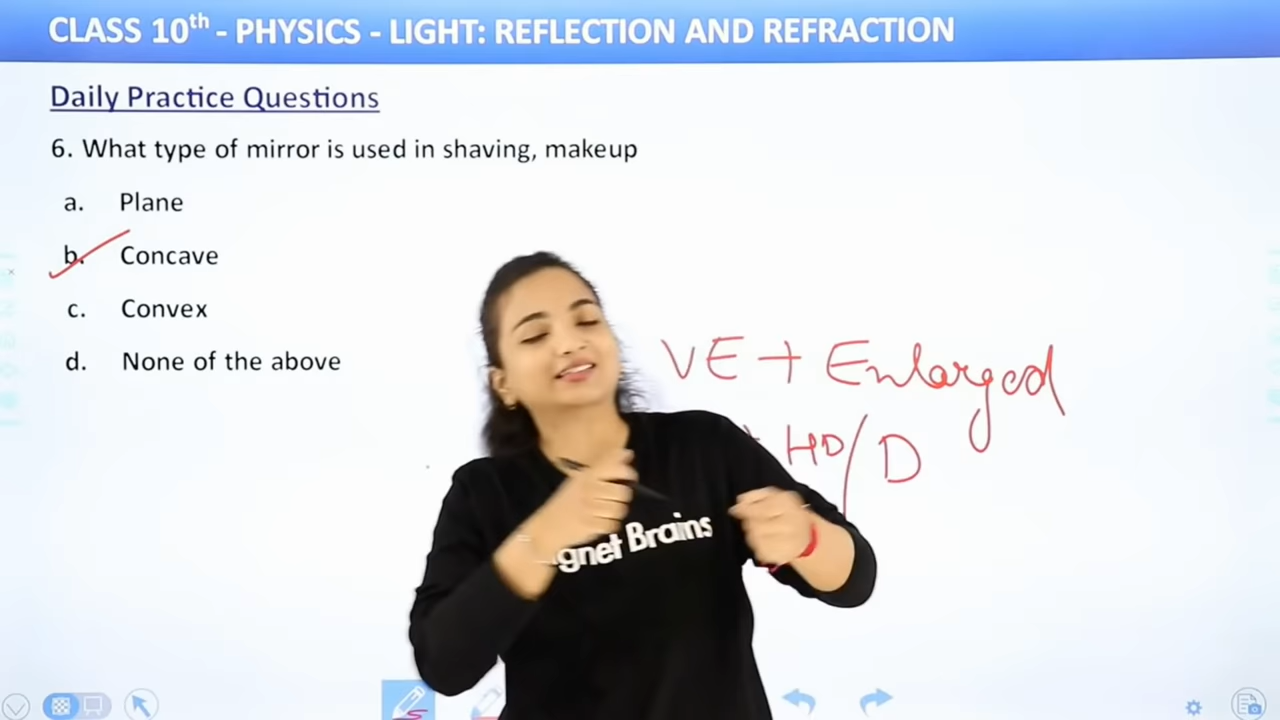 CLASS 10th - PHYSICS - LIGHT: REFLECTION AND REFRACTION
Daily Practice Questions
6. What type of mirror is used in shaving, makeup
a. Plane
b. Concave
c. Convex
d. None of the above
VE + Enlarged
HD/D
gnet Brains